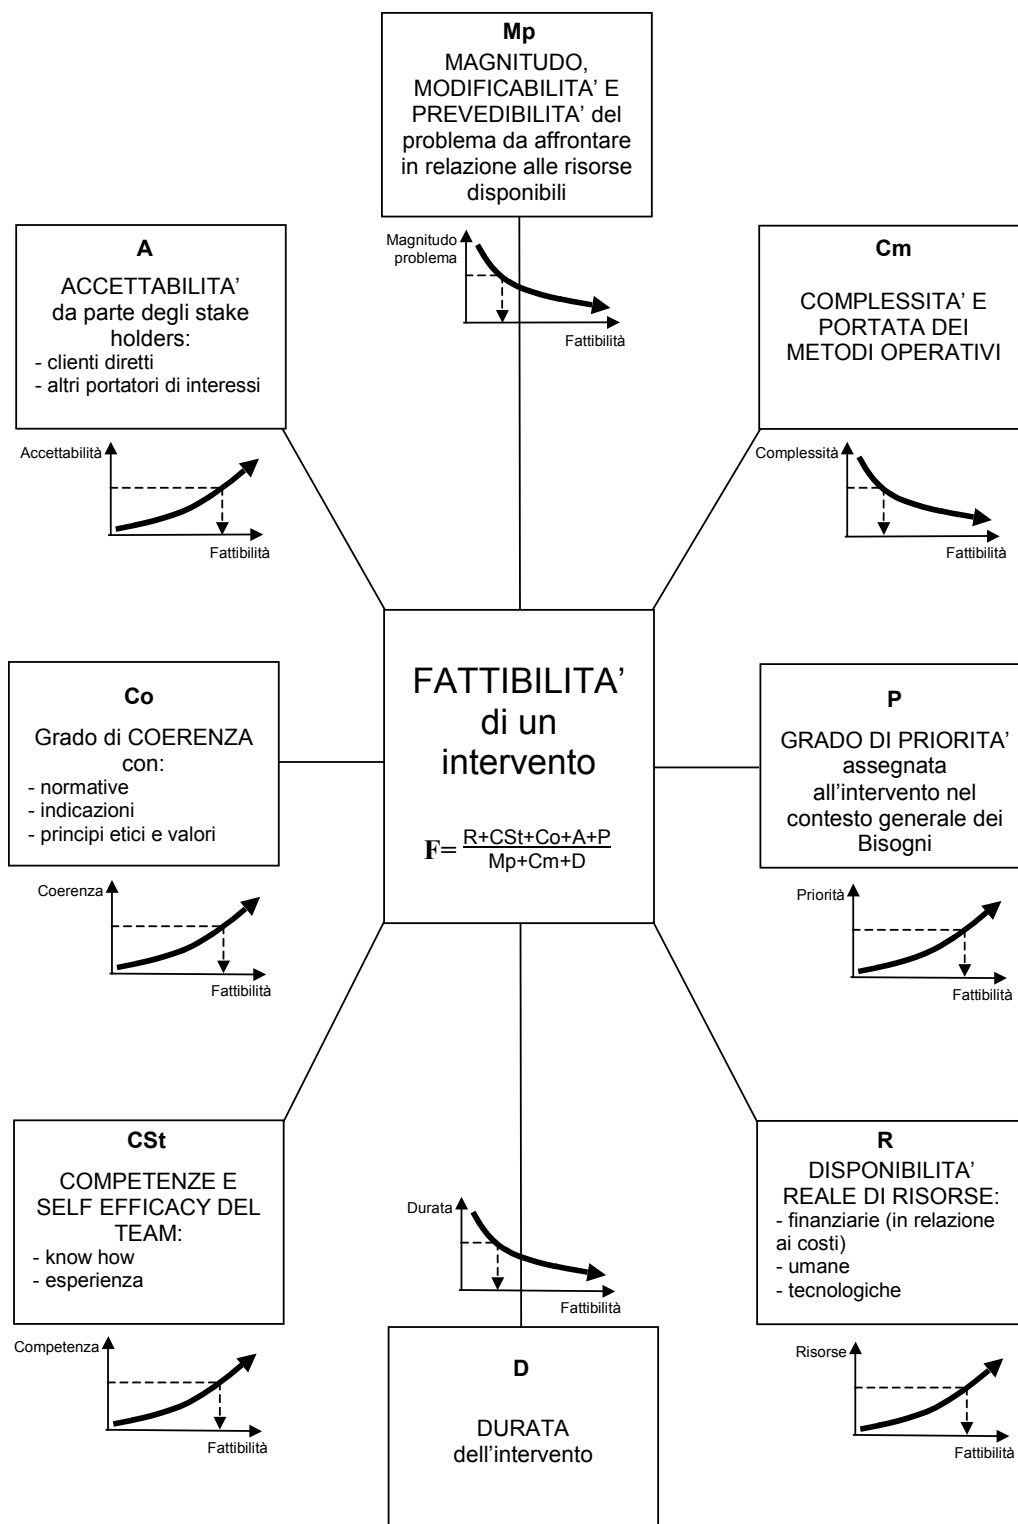 Mp
MAGNITUDO,
MODIFICABILITA’ E
PREVEDIBILITA’ del
problema da affrontare
in relazione alle risorse
disponibili
Magnitudo
problema
Fattibilità
A
ACCETTABILITA’
da parte degli stake
holders:
- clienti diretti
- altri portatori di interessi
Accettabilità
Fattibilità
Cm
COMPLESSITA’ E
PORTATA DEI
METODI OPERATIVI
Complessità
Fattibilità
FATTIBILITA’
di un
intervento
F= R+CSt+Co+A+P
Mp+Cm+D
Co
Grado di COERENZA
con:
- normative
- indicazioni
- principi etici e valori
Coerenza
Fattibilità
P
GRADO DI PRIORITA’
assegnata
all’intervento nel
contesto generale dei
Bisogni
Priorità
Fattibilità
CSt
COMPETENZE E
SELF EFFICACY DEL
TEAM:
- know how
- esperienza
Competenza
Fattibilità
Durata
Fattibilità
D
DURATA
dell’intervento
R
DISPONIBILITA’
REALE DI RISORSE:
- finanziarie (in relazione
ai costi)
- umane
- tecnologiche
Risorse
Fattibilità